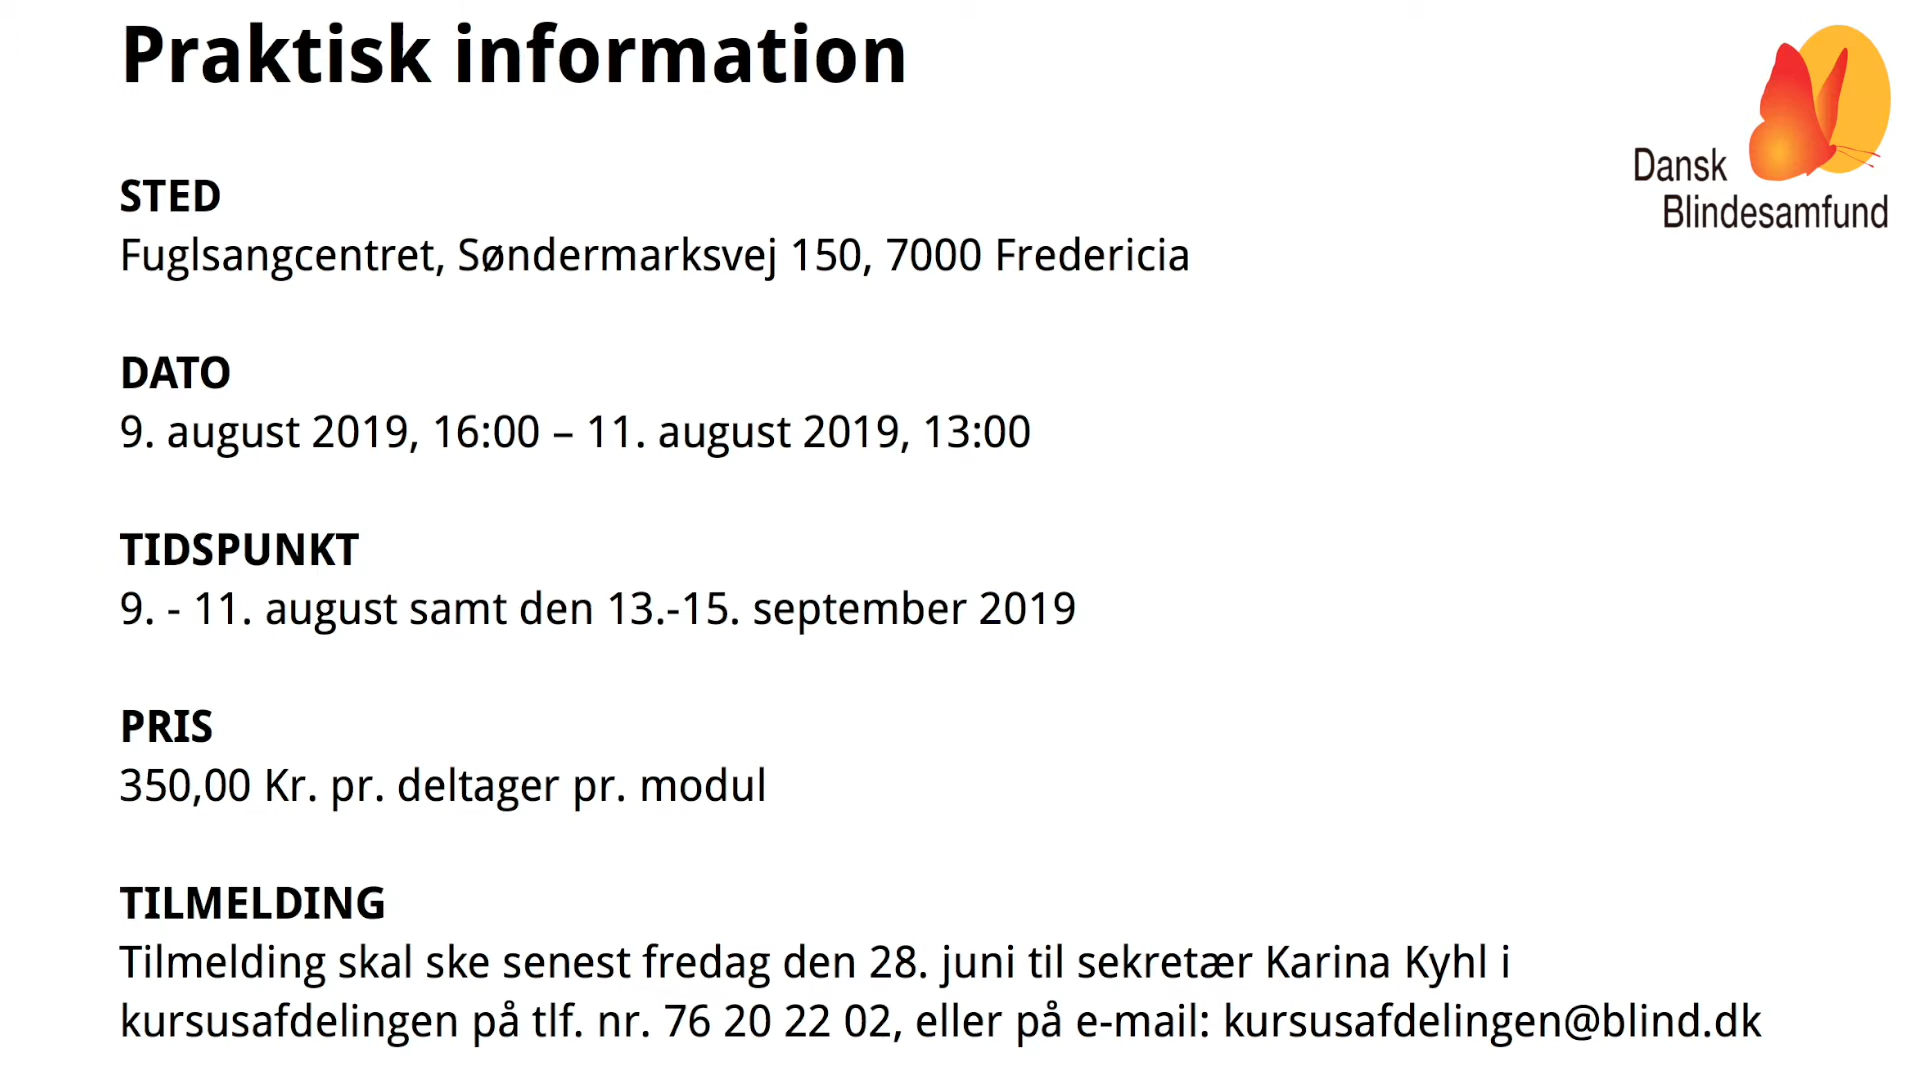 Praktisk information
Dansk
Blindesamfund
STED
Fuglsangcentret, Søndermarksvej 150, 7000 Fredericia
DATO
9. august 2019, 16:00 – 11. august 2019, 13:00
TIDSPUNKT
9. - 11. august samt den 13.-15. september 2019
PRIS
350,00 Kr. pr. deltager pr. modul
TILMELDING
Tilmelding skal ske senest fredag den 28. juni til sekretær Karina Kyhl i
kursusafdelingen på tlf. nr. 76 20 22 02, eller på e-mail: kursusafdelingen@blind.dk